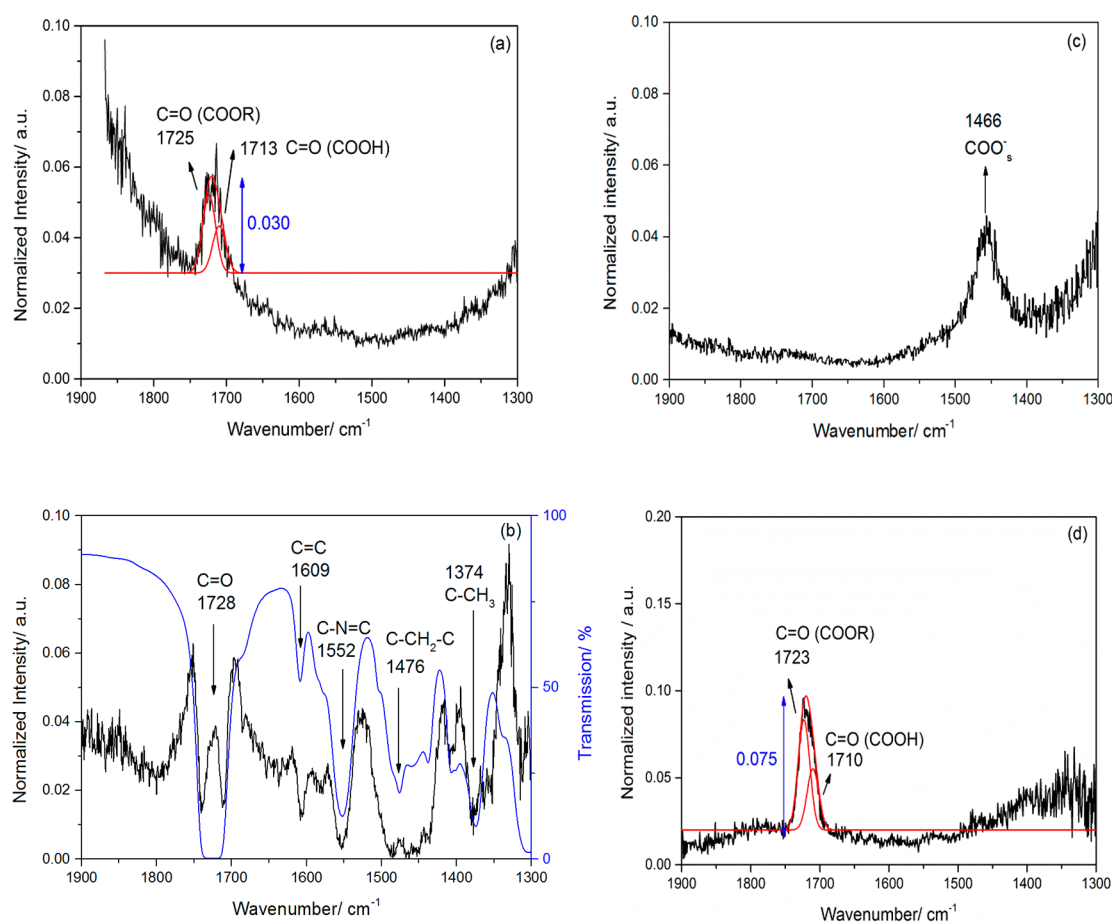 (a)
Normalized Intensity/ a.u.
0.10
0.08
0.06
0.04
0.02
0.00
C=O (COOR)
1725
1713 C=O (COOH)
0.030
1900 1800 1700 1600 1500 1400 1300
Wavenumber/ cm⁻¹
(c)
Normalized intensity/ a.u.
0.10
0.08
0.06
0.04
0.02
0.00
1466
COO⁻ₛ
1900 1800 1700 1600 1500 1400 1300
Wavenumber/ cm⁻¹
(b)
Normalized Intensity/ a.u.
0.10
0.08
0.06
0.04
0.02
0.00
C=O
1728
C=C
1609
C-N=C
1552
C-CH₂-C
1476
1374
C-CH₃
100
50
0
Transmission/ %
1900 1800 1700 1600 1500 1400 1300
Wavenumber/ cm⁻¹
(d)
Normalized intensity / a.u.
0.20
0.15
0.10
0.05
0.00
C=O (COOR)
1723
C=O (COOH)
1710
0.075
1900 1800 1700 1600 1500 1400 1300
Wavenumber/ cm⁻¹